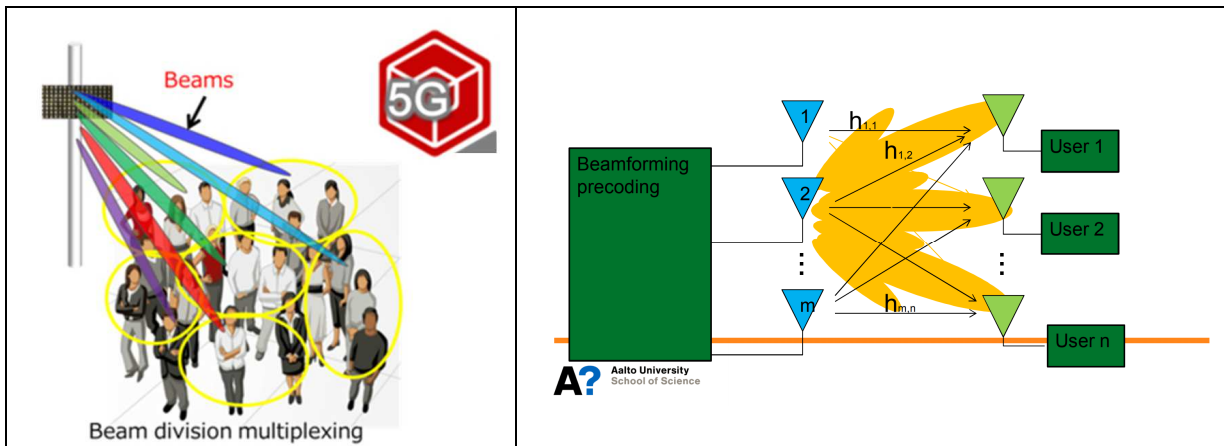 Beams
5G
Beam division multiplexing
Beamforming
precoding
1
2
m
h1,1
h1,2
hm,n
User 1
User 2
User n
A?
Aalto University
School of Science